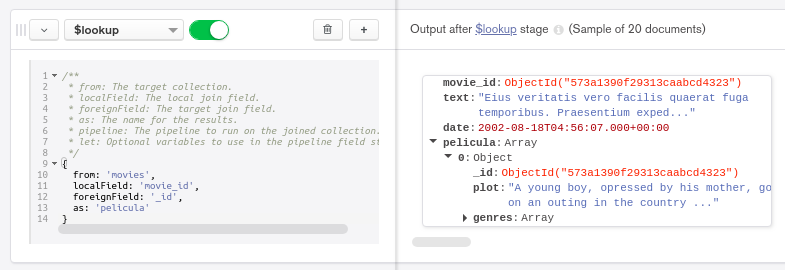 $lookup
Output after $lookup stage (Sample of 20 documents)
1 /**
2 * from: The target collection.
3 * localField: The local join field.
4 * foreignField: The target join field.
5 * as: The name for the results.
6 * pipeline: The pipeline to run on the joined collection.
7 * let: Optional variables to use in the pipeline field st
8 */
9 {
10 from: 'movies',
11 localField: 'movie_id',
12 foreignField: '_id',
13 as: 'pelicula'
14 }
movie_id: ObjectId("573a1390f29313caabcd4323")
text: "Eius veritatis vero facilis quaerat fuga
temporibus. Praesentium exped..."
date: 2002-08-18T04:56:07.000+00:00
pelicula: Array
0: Object
_id: ObjectId("573a1390f29313caabcd4323")
plot: "A young boy, opressed by his mother, go
on an outing in the country ..."
genres: Array